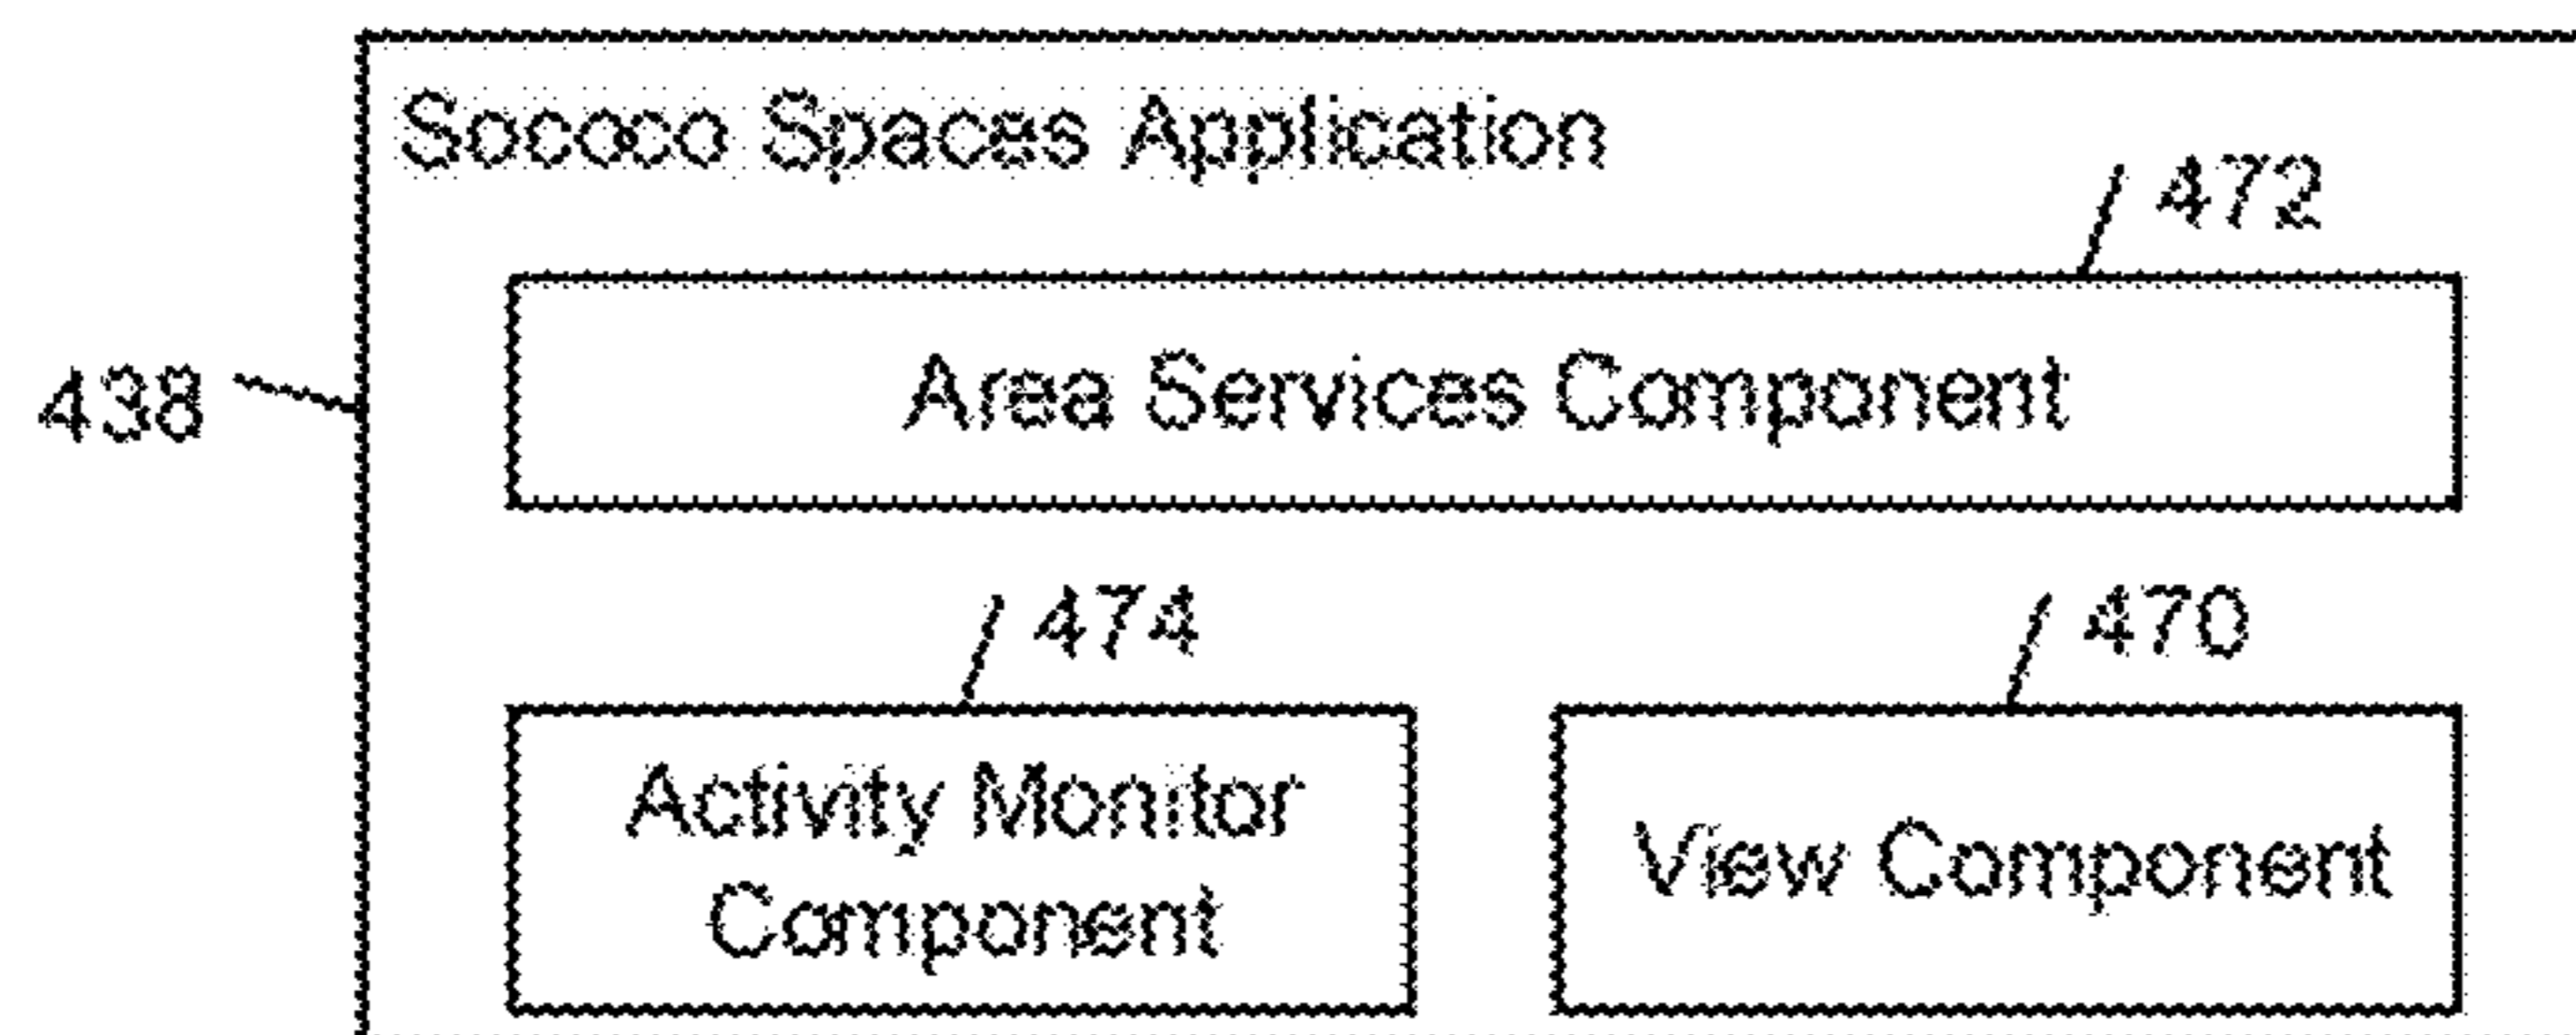 Sococo Spaces Application
472
438
Area Services Component
474
470
Activity Monitor
Component
View Component